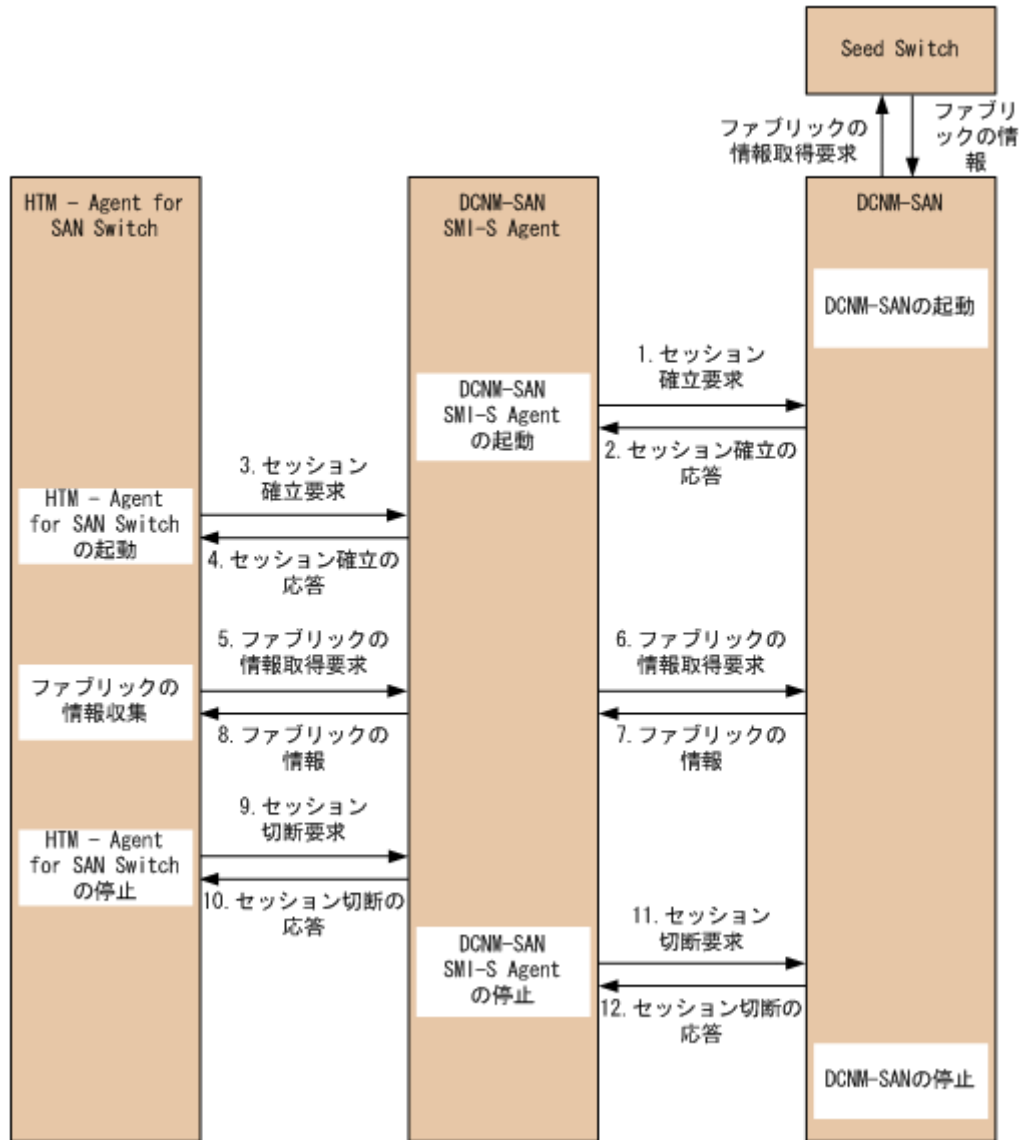 Seed Switch
ファブリックの
情報取得要求
ファブリ
ックの情
報
HTM - Agent for
SAN Switch
DCNM-SAN
SMI-S Agent
DCNM-SAN
DCNM-SANの起動
1. セッション
確立要求
DCNM-SAN
SMI-S Agent
の起動
2. セッション確立の
応答
3. セッション
確立要求
HTM - Agent
for SAN Switch
の起動
4. セッション確立の
応答
5. ファブリックの
情報取得要求
6. ファブリックの
情報取得要求
ファブリックの
情報収集
8. ファブリックの
情報
7. ファブリックの
情報
9. セッション
切断要求
HTM - Agent
for SAN Switch
の停止
10. セッション切断の
応答
11. セッション
切断要求
DCNM-SAN
SMI-S Agent
の停止
12. セッション切断の
応答
DCNM-SANの停止